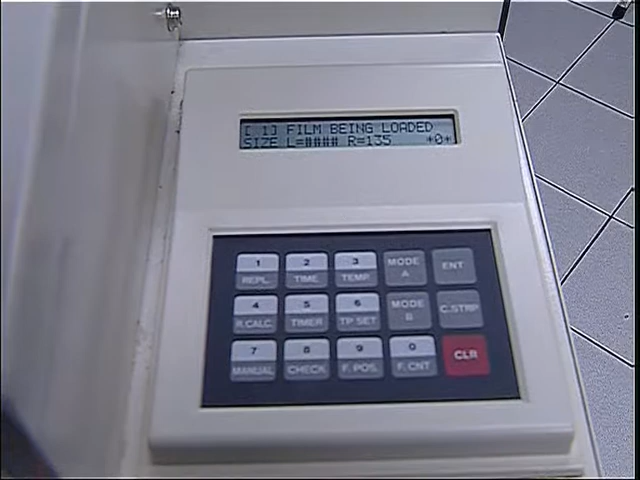 [ 1] FILM BEING LOADED
SIZE L=#### R=135 *0*
1 2 3 MODE A ENT
REPL. TIME TEMP.
4 5 6 MODE B C.STRP
R.CALC. TIMER TP SET
7 8 9 0 CLR
MANUAL CHECK F. POS. F. CNT